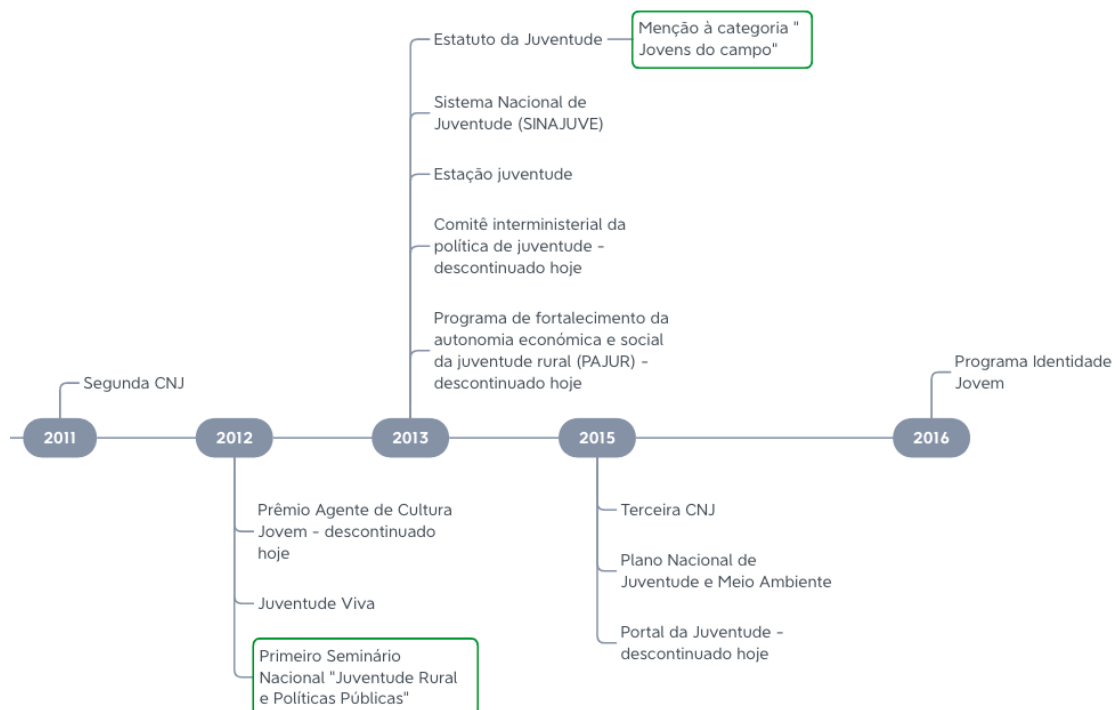 Estatuto da Juventude
Menção à categoria "
Jovens do campo"
Sistema Nacional de
Juventude (SINAJUVE)
Estação juventude
Comitê interministerial da
política de juventude -
descontinuado hoje
Programa de fortalecimento da
autonomia económica e social
da juventude rural (PAJUR) -
descontinuado hoje
Segunda CNJ
Programa Identidade
Jovem
2011
2012
2013
2015
2016
Prêmio Agente de Cultura
Jovem - descontinuado
hoje
Juventude Viva
Primeiro Seminário
Nacional "Juventude Rural
e Políticas Públicas"
Terceira CNJ
Plano Nacional de
Juventude e Meio Ambiente
Portal da Juventude -
descontinuado hoje